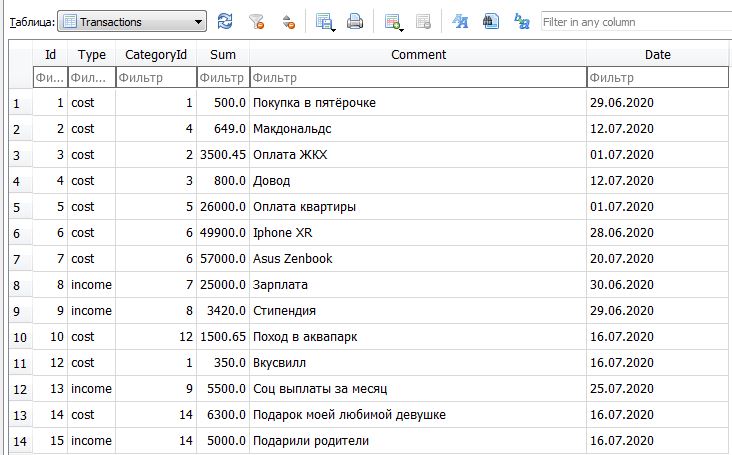 Таблица: Transactions Filter in any column
Id Type CategoryId Sum Comment Date
Фи... Фил... Фильтр Фильтр Фильтр Фильтр
1 1 cost 1 500.0 Покупка в пятёрочке 29.06.2020
2 2 cost 4 649.0 Макдональдс 12.07.2020
3 3 cost 2 3500.45 Оплата ЖКХ 01.07.2020
4 4 cost 3 800.0 Довод 12.07.2020
5 5 cost 5 26000.0 Оплата квартиры 01.07.2020
6 6 cost 6 49900.0 Iphone XR 28.06.2020
7 7 cost 6 57000.0 Asus Zenbook 20.07.2020
8 8 income 7 25000.0 Зарплата 30.06.2020
9 9 income 8 3420.0 Стипендия 29.06.2020
10 10 cost 12 1500.65 Поход в аквапарк 16.07.2020
11 12 cost 1 350.0 Вкусвилл 16.07.2020
12 13 income 9 5500.0 Соц выплаты за месяц 25.07.2020
13 14 cost 14 6300.0 Подарок моей любимой девушке 16.07.2020
14 15 income 14 5000.0 Подарили родители 16.07.2020